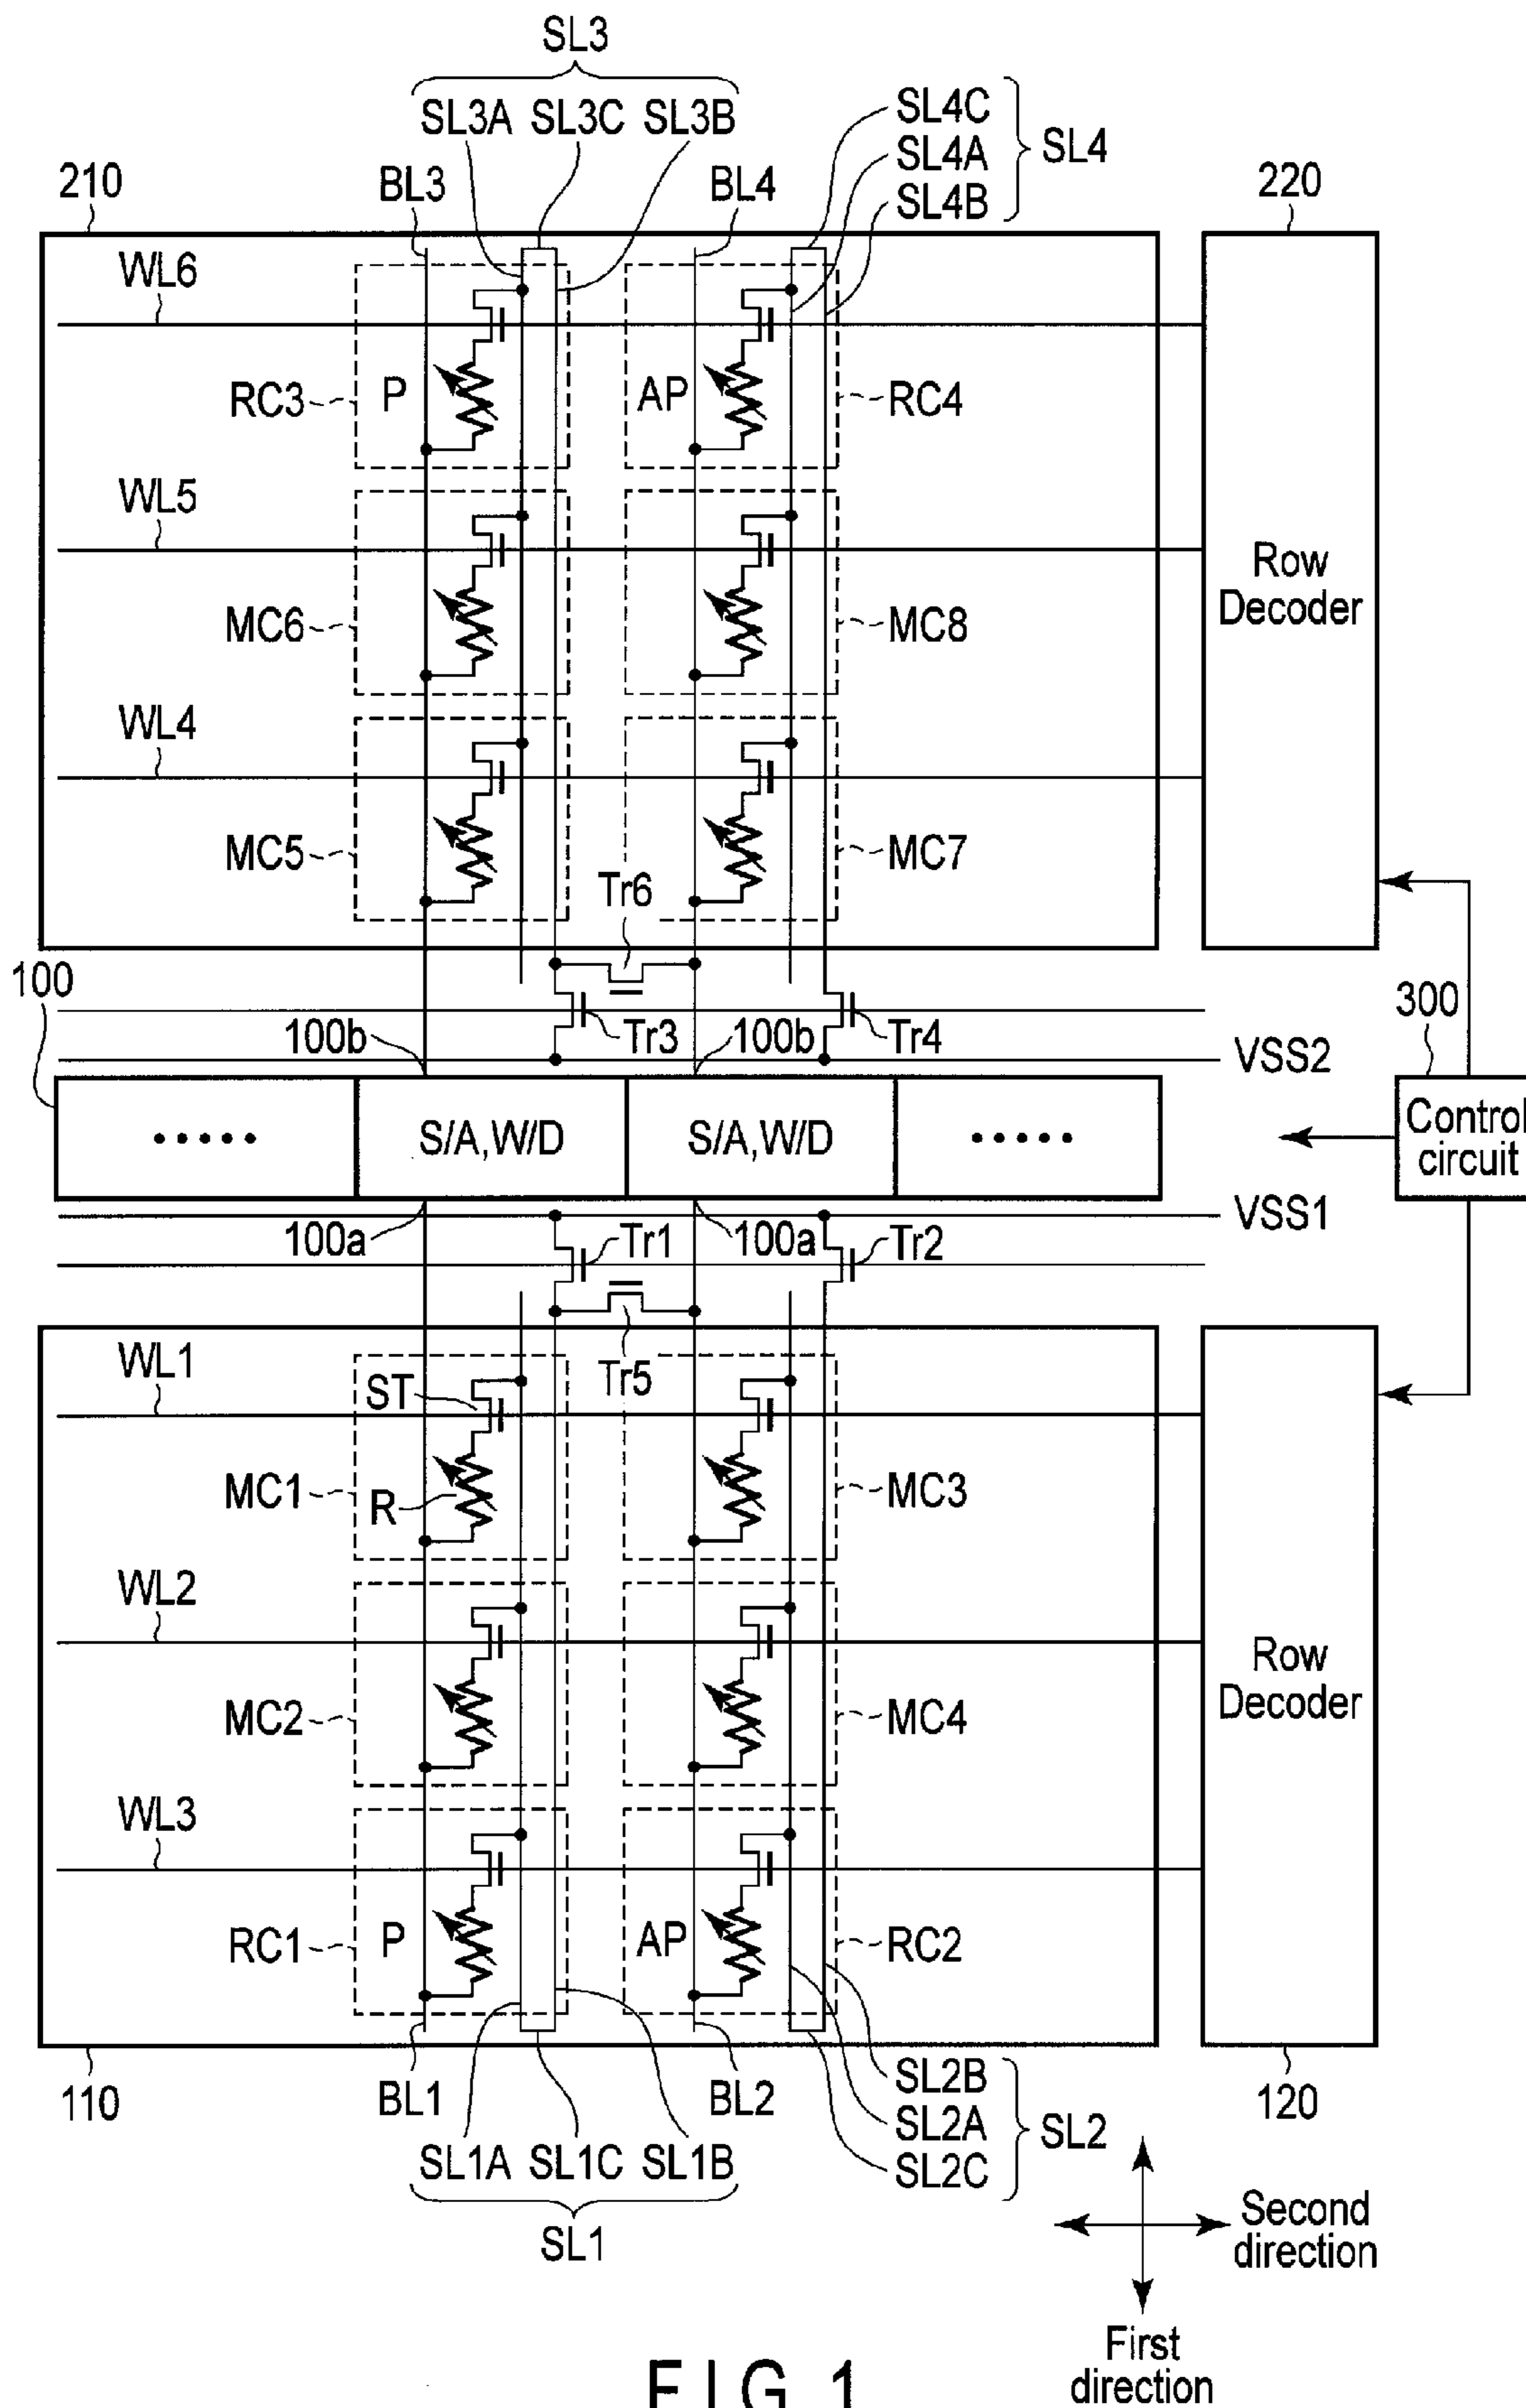 SL3
SL3A SL3C SL3B
SL4C
SL4A
SL4B
SL4
210
BL3
BL4
220
WL6
RC3
P
AP
RC4
WL5
Row
Decoder
MC6
MC8
WL4
MC5
MC7
Tr6
100
300
100b
Tr3
100b
Tr4
VSS2
.....
S/A,W/D
S/A,W/D
.....
Control
circuit
VSS1
100a
Tr1
100a
Tr2
WL1
ST
Tr5
MC1
R
MC3
WL2
Row
Decoder
MC2
MC4
WL3
RC1
P
AP
RC2
110
BL1
BL2
SL2B
SL2A
SL2C
SL2
120
SL1A SL1C SL1B
SL1
Second
direction
First
direction
FIG. 1